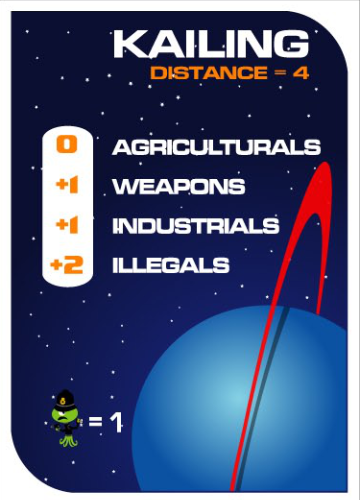 KAILING
DISTANCE = 4
0 AGRICULTURALS
+1 WEAPONS
+1 INDUSTRIALS
+2 ILLEGALS
= 1